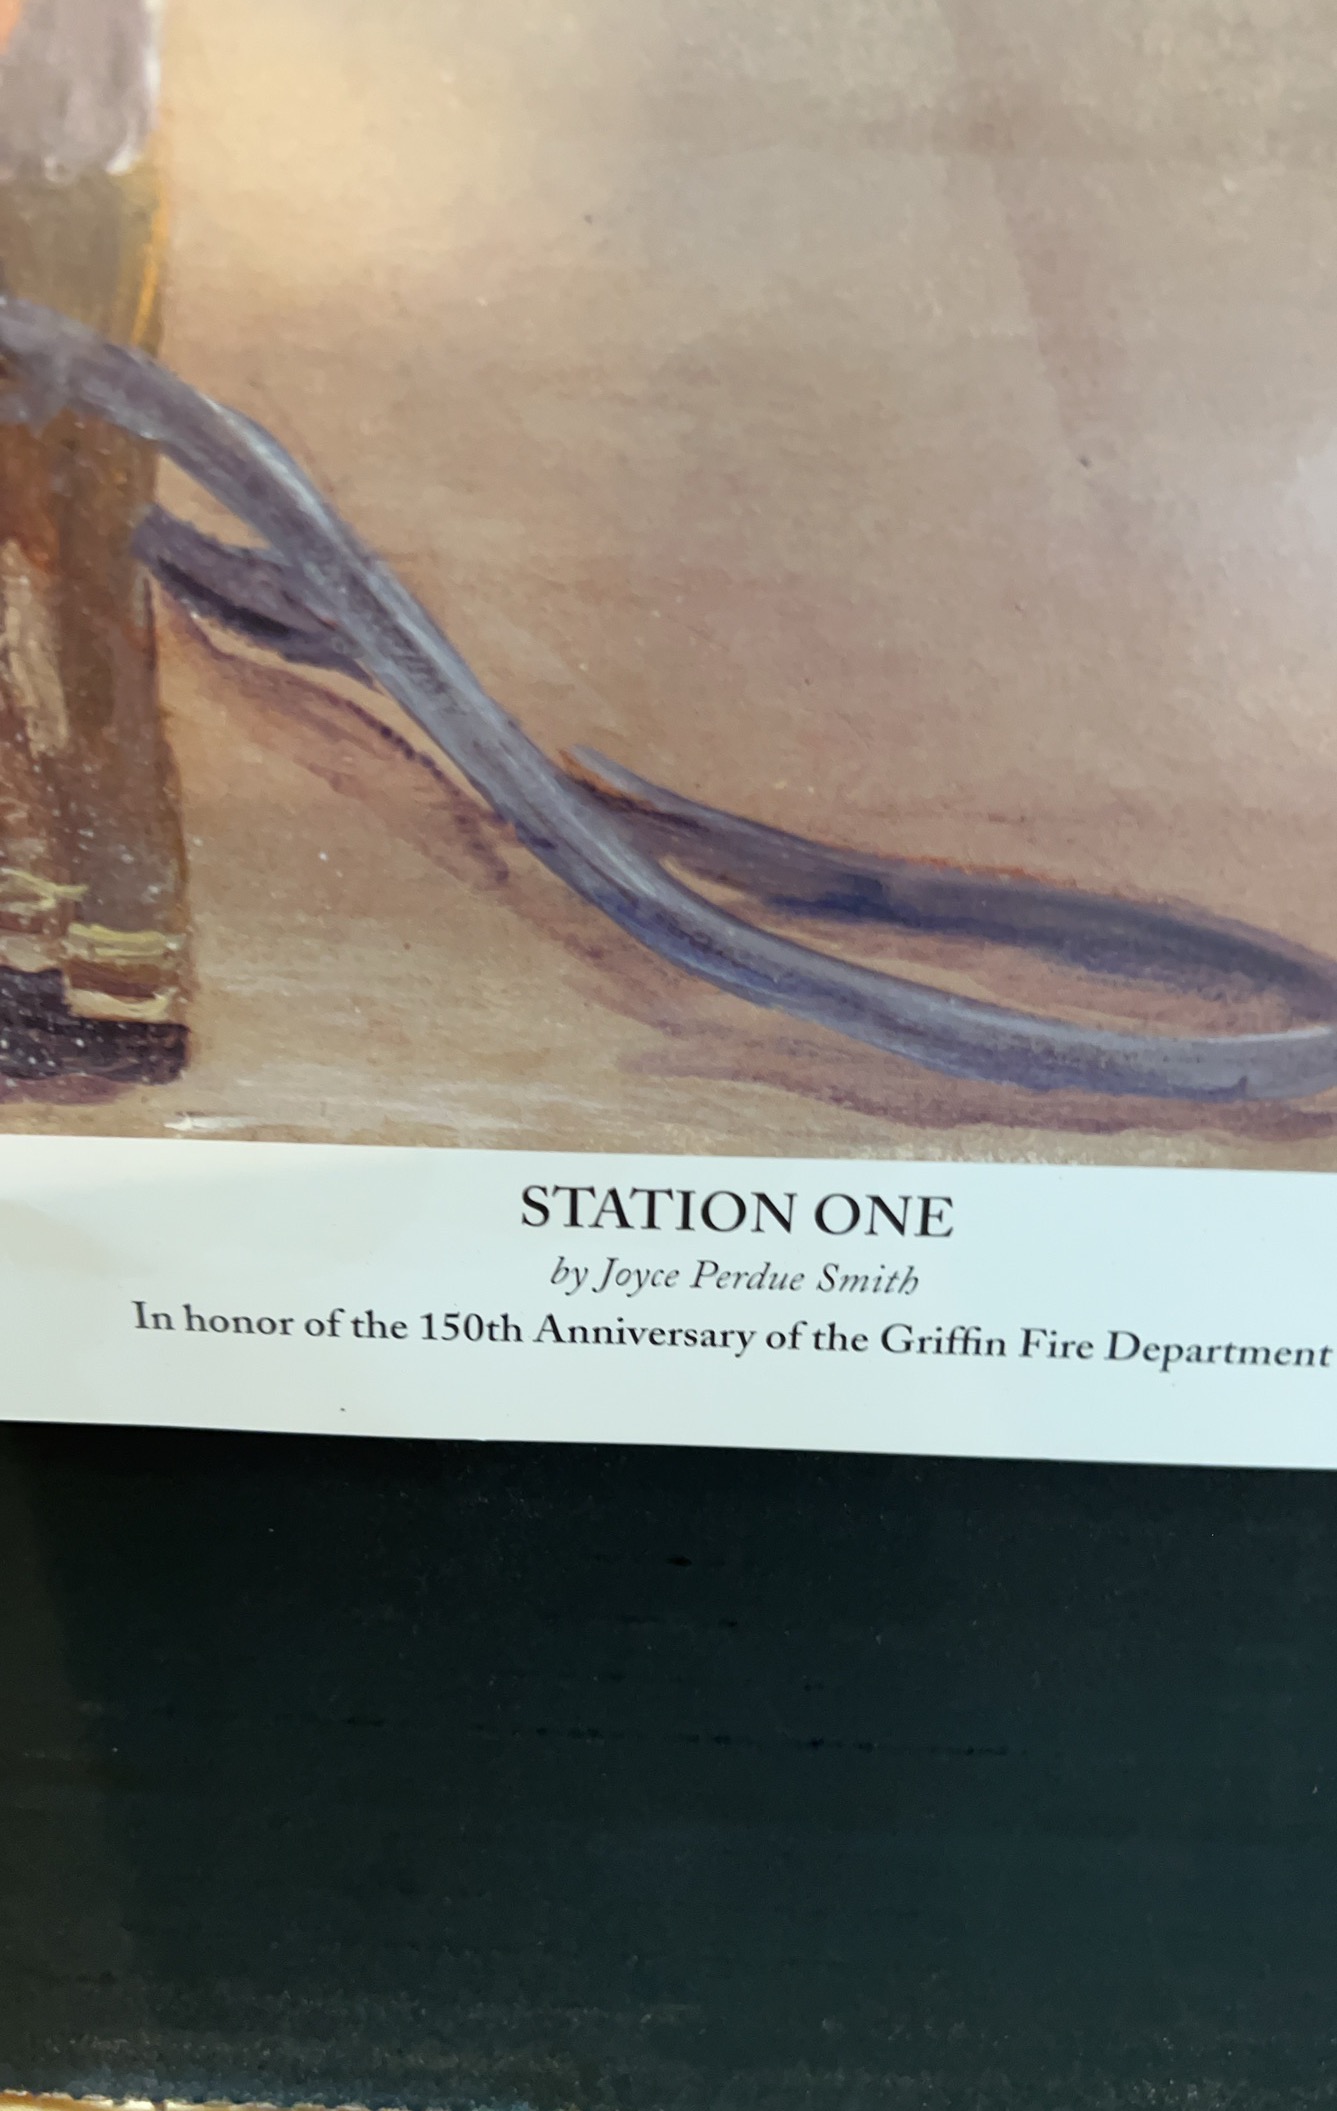 STATION ONE
by Joyce Perdue Smith
In honor of the 150th Anniversary of the Griffin Fire Department